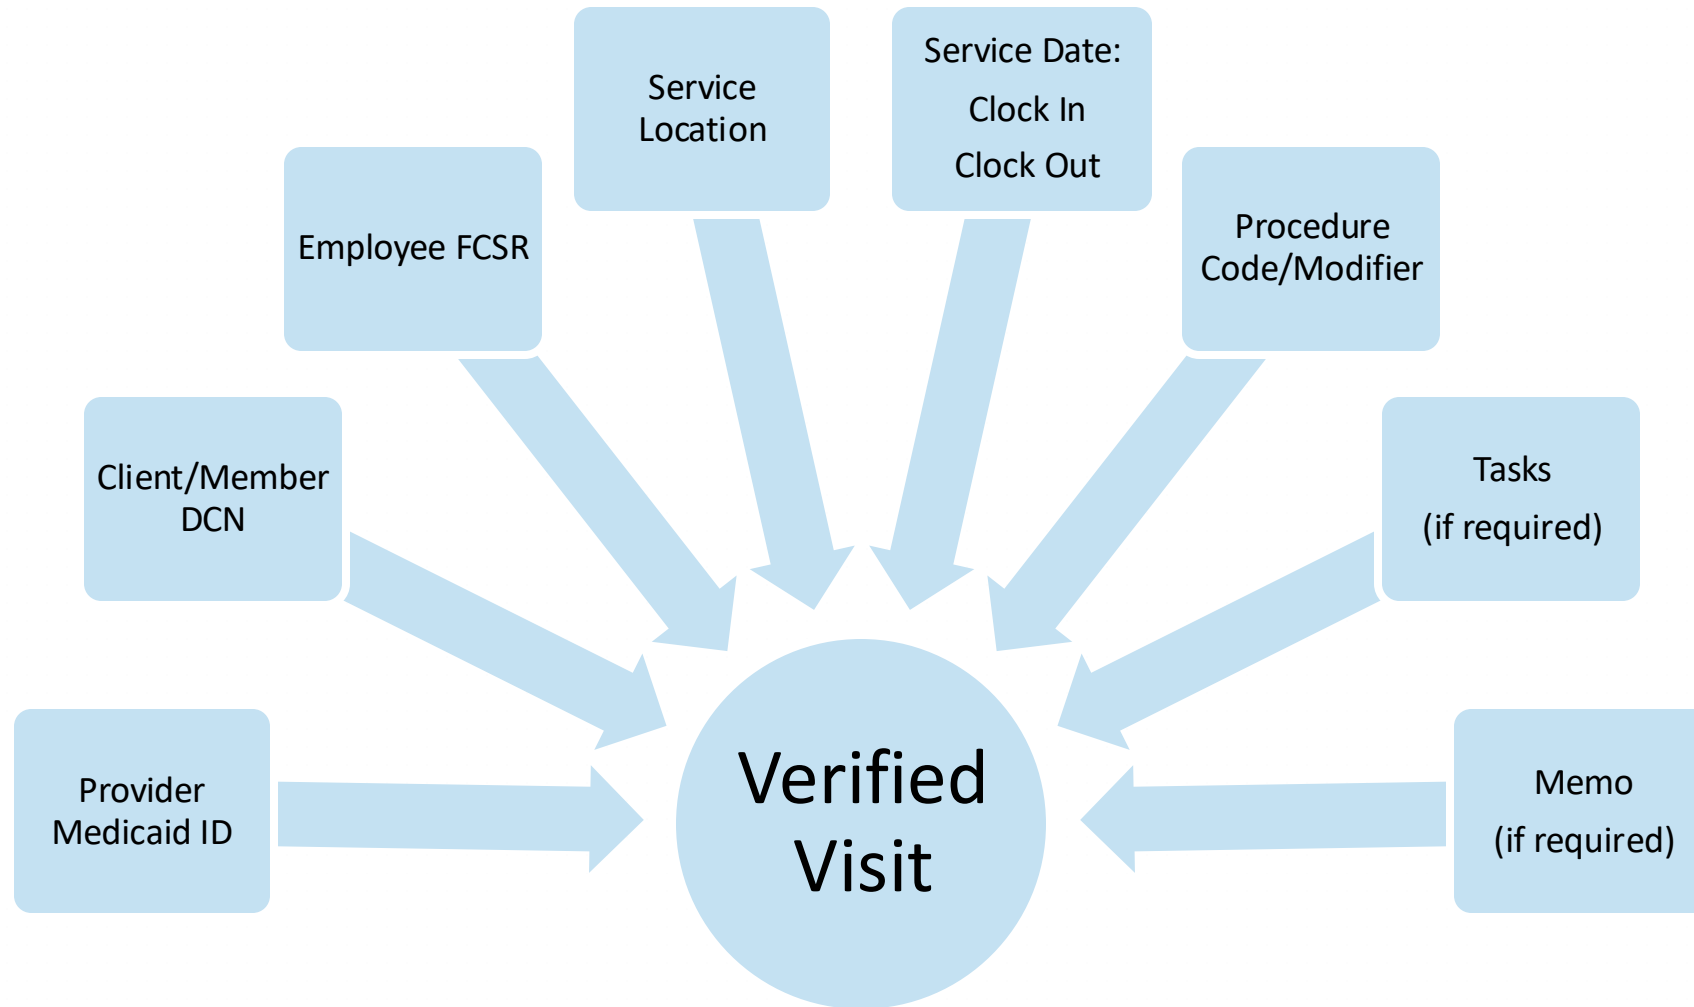 Service
Location
Service Date:
Clock In
Clock Out
Employee FCSR
Procedure
Code/Modifier
Client/Member
DCN
Tasks
(if required)
Provider
Medicaid ID
Verified
Visit
Memo
(if required)